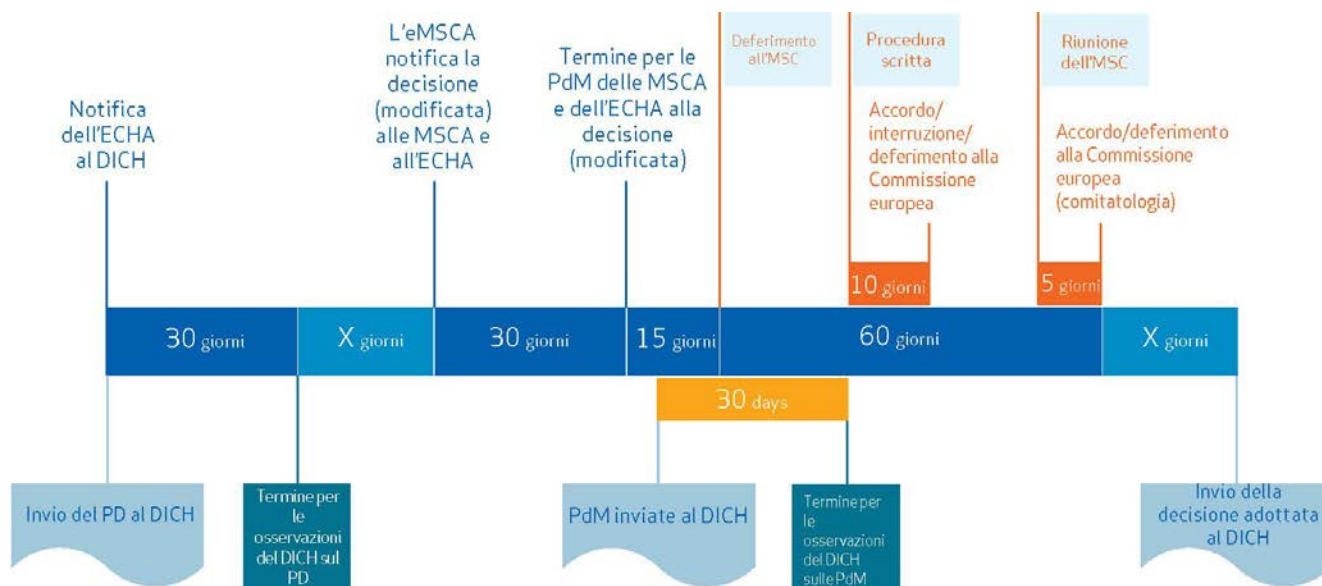 Notifica
dell'ECHA
al DICH
L'eMSCA
notifica la
decisione
(modificata)
alle MSCA e
all'ECHA
Termine per le
PdM delle MSCA
e dell'ECHA alla
decisione
(modificata)
Deferimento
all'MSC
Procedura
scritta
Accordo/
interruzione/
deferimento alla
Commissione
europea
Riunione
dell'MSC
Accordo/deferimento
alla Commissione
europea
(comitatologia)
10 giorni
5 giorni
30 giorni
X giorni
30 giorni
15 giorni
60 giorni
X giorni
30 days
Invio del PD al DICH
Termine per
le
osservazioni
del DICH sul
PD
PdM inviate al DICH
Termine per
le
osservazioni
del DICH
sulle PdM
Invio della
decisione adottata
al DICH